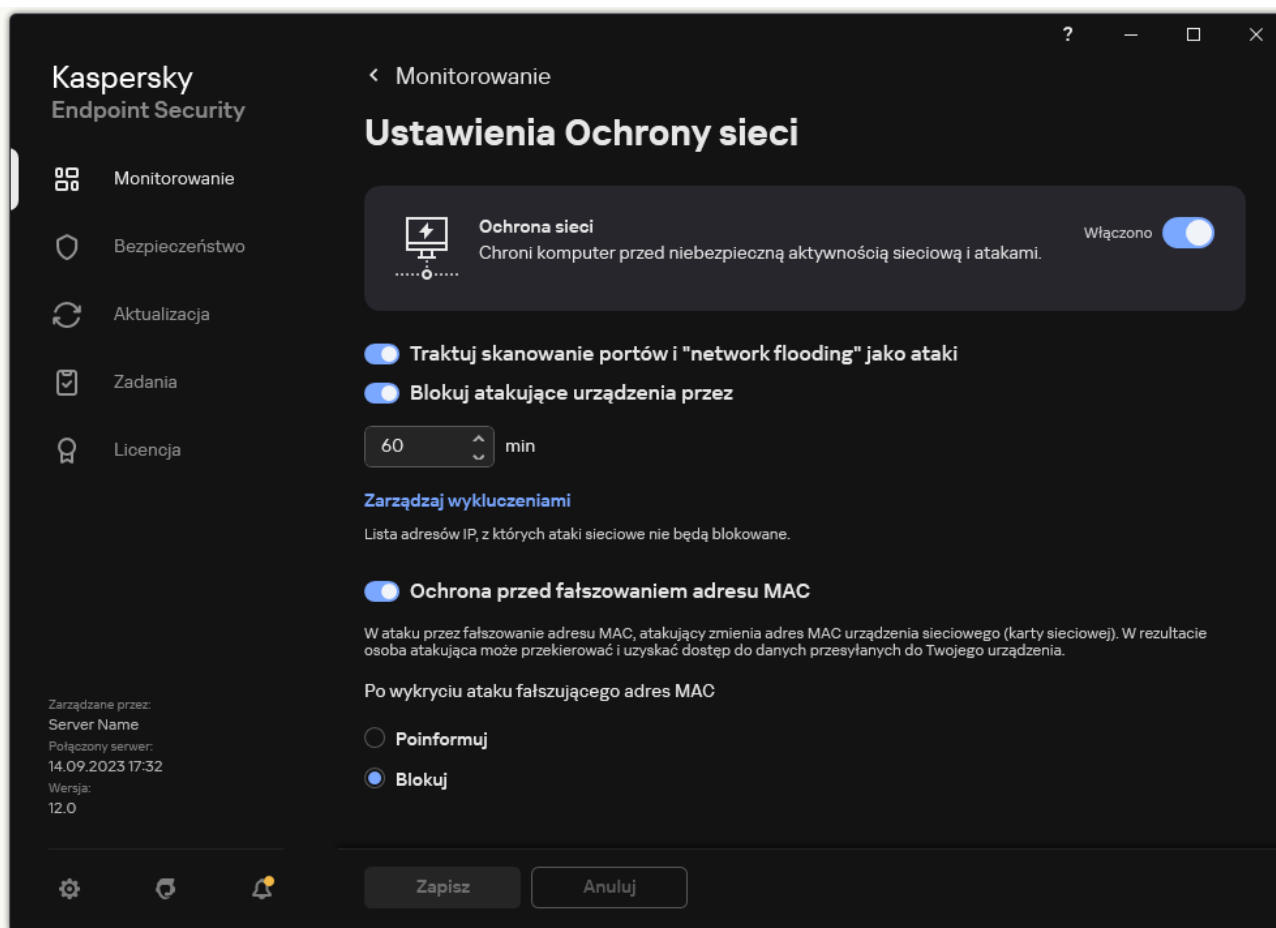 ?
Kaspersky
Endpoint Security
Monitorowanie
Bezpieczeństwo
Aktualizacja
Zadania
Licencja
Zarządzane przez:
Server Name
Połączony serwer:
14.09.2023 17:32
Wersja:
12.0
< Monitorowanie
Ustawienia Ochrony sieci
Ochrona sieci
Chroni komputer przed niebezpieczną aktywnością sieciową i atakami.
Włączono
Traktuj skanowanie portów i "network flooding" jako ataki
Blokuj atakujące urządzenia przez
60 min
Zarządzaj wykluczeniami
Lista adresów IP, z których ataki sieciowe nie będą blokowane.
Ochrona przed fałszowaniem adresu MAC
W ataku przez fałszowanie adresu MAC, atakujący zmienia adres MAC urządzenia sieciowego (karty sieciowej). W rezultacie
osoba atakująca może przekierować i uzyskać dostęp do danych przesyłanych do Twojego urządzenia.
Po wykryciu ataku fałszującego adres MAC
Poinformuj
Blokuj
Zapisz
Anuluj